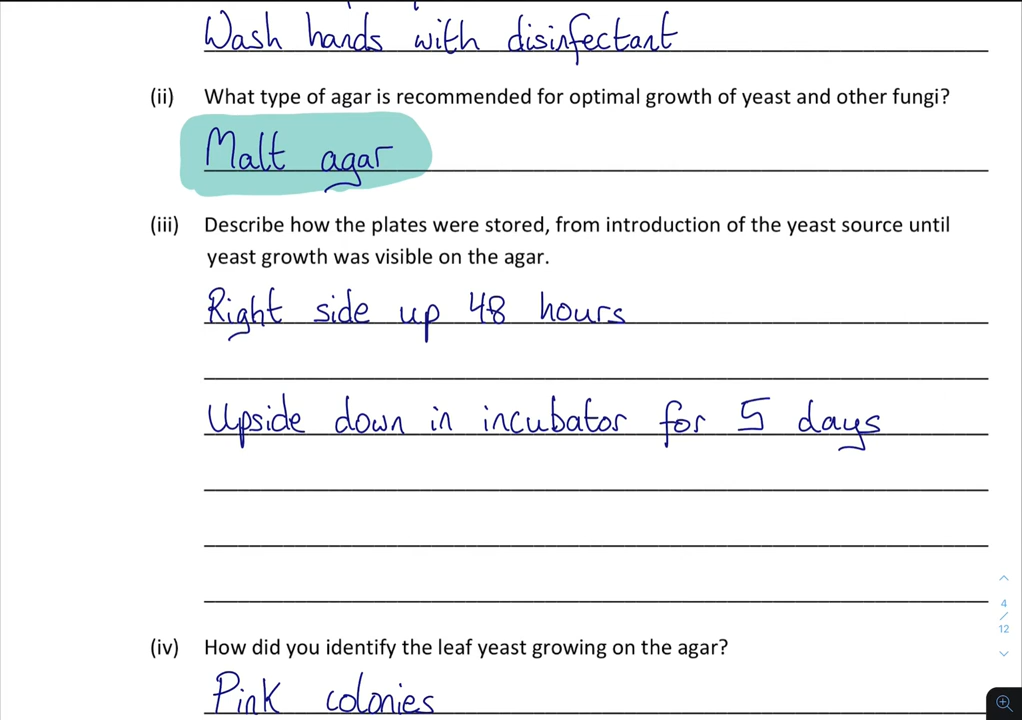 Wash hands with disinfectant
(ii) What type of agar is recommended for optimal growth of yeast and other fungi?
Malt agar
(iii) Describe how the plates were stored, from introduction of the yeast source until
yeast growth was visible on the agar.
Right side up 48 hours
Upside down in incubator for 5 days
4
/
12
(iv) How did you identify the leaf yeast growing on the agar?
Pink colonies